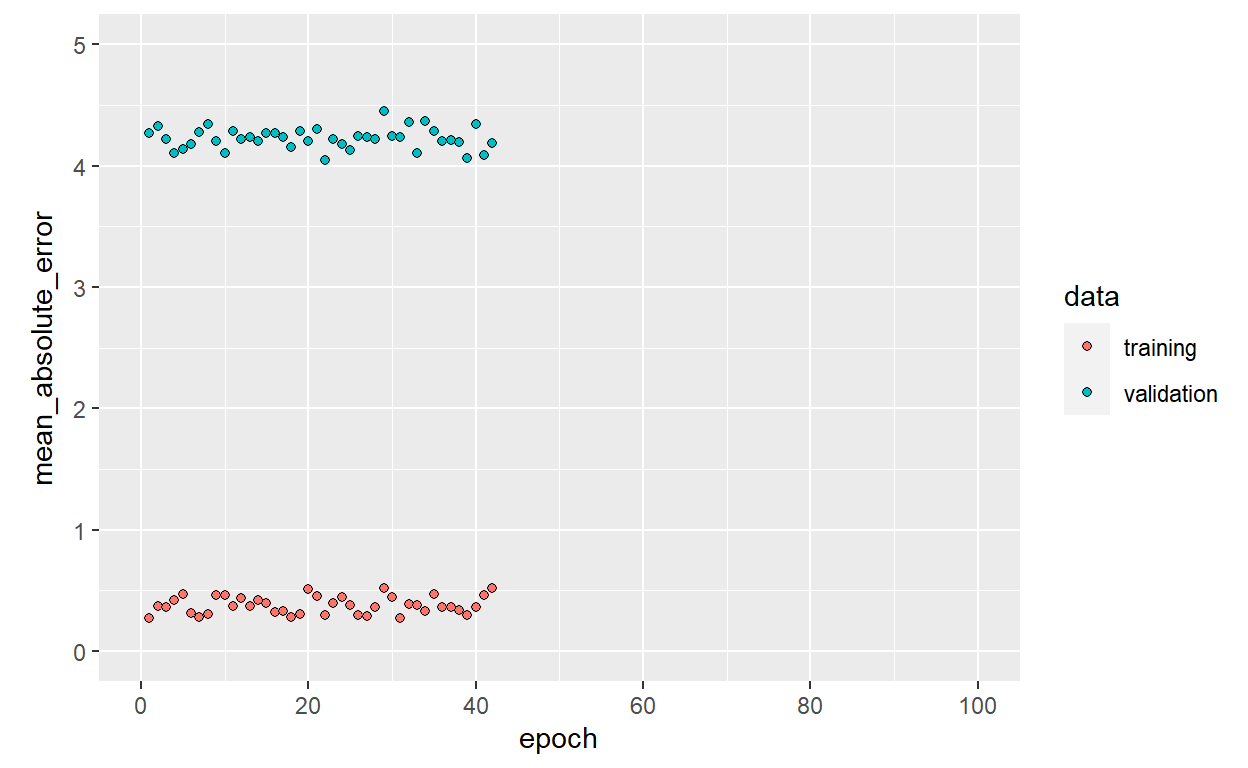 5
4
3
2
1
0
mean_absolute_error
0 20 40 60 80 100
epoch
data
training
validation